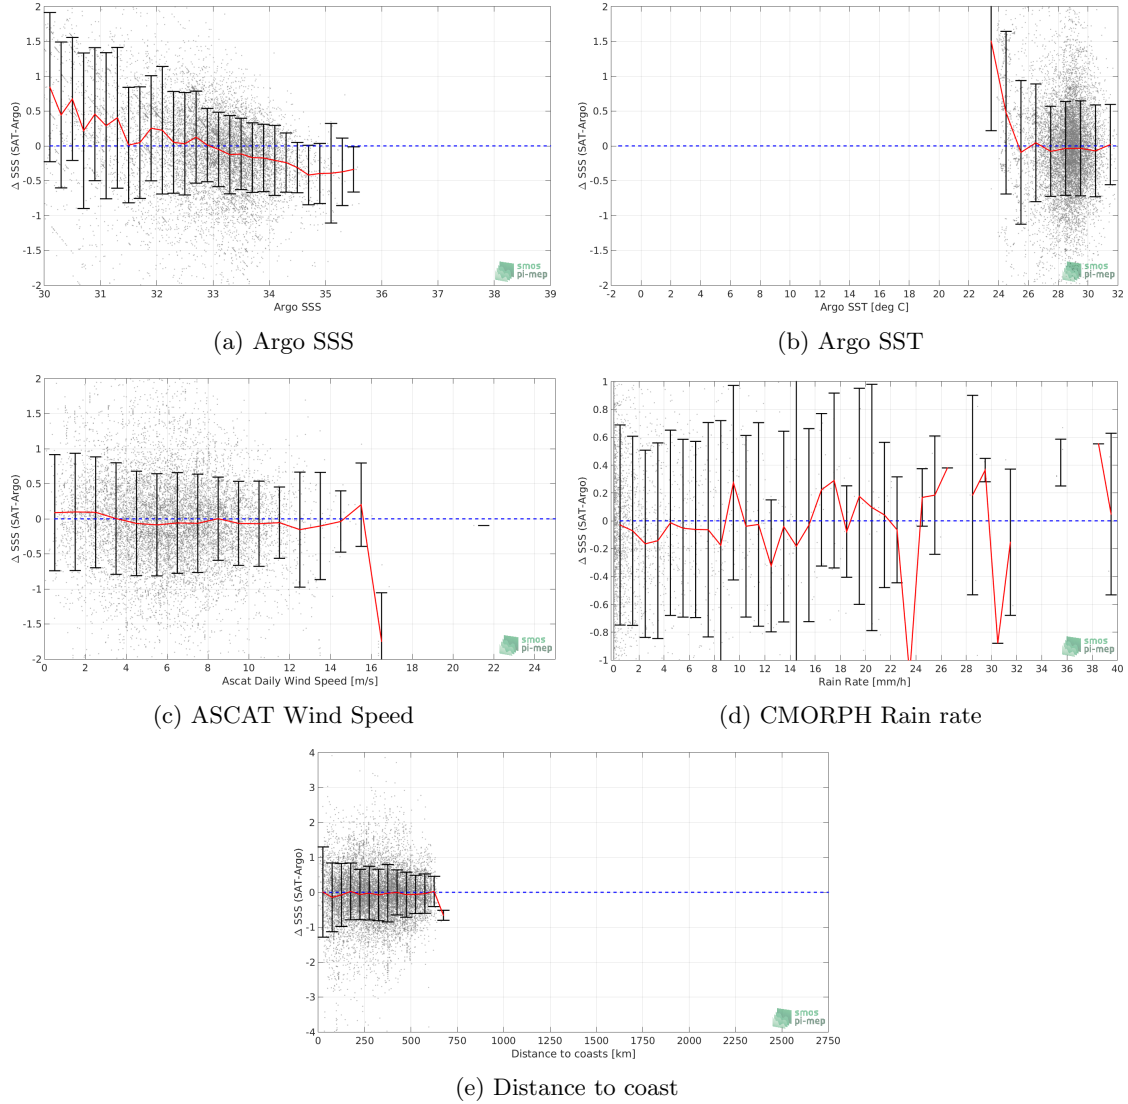 2
1.5
1
0.5
0
-0.5
-1
-1.5
-2
Δ SSS (SAT-Argo)
30 31 32 33 34 35 36 37 38 39
Argo SSS
smos
pi-mep
(a) Argo SSS
2
1.5
1
0.5
0
-0.5
-1
-1.5
-2
Δ SSS (SAT-Argo)
-2 0 2 4 6 8 10 12 14 16 18 20 22 24 26 28 30 32
Argo SST [deg C]
smos
pi-mep
(b) Argo SST
2
1.5
1
0.5
0
-0.5
-1
-1.5
-2
Δ SSS (SAT-Argo)
0 2 4 6 8 10 12 14 16 18 20 22 24
Ascat Daily Wind Speed [m/s]
smos
pi-mep
(c) ASCAT Wind Speed
1
0.8
0.6
0.4
0.2
0
-0.2
-0.4
-0.6
-0.8
-1
Δ SSS (SAT-Argo)
0 2 4 6 8 10 12 14 16 18 20 22 24 26 28 30 32 34 36 38 40
Rain Rate [mm/h]
smos
pi-mep
(d) CMORPH Rain rate
4
3
2
1
0
-1
-2
-3
-4
Δ SSS (SAT-Argo)
0 250 500 750 1000 1250 1500 1750 2000 2250 2500 2750
Distance to coasts [km]
smos
pi-mep
(e) Distance to coast